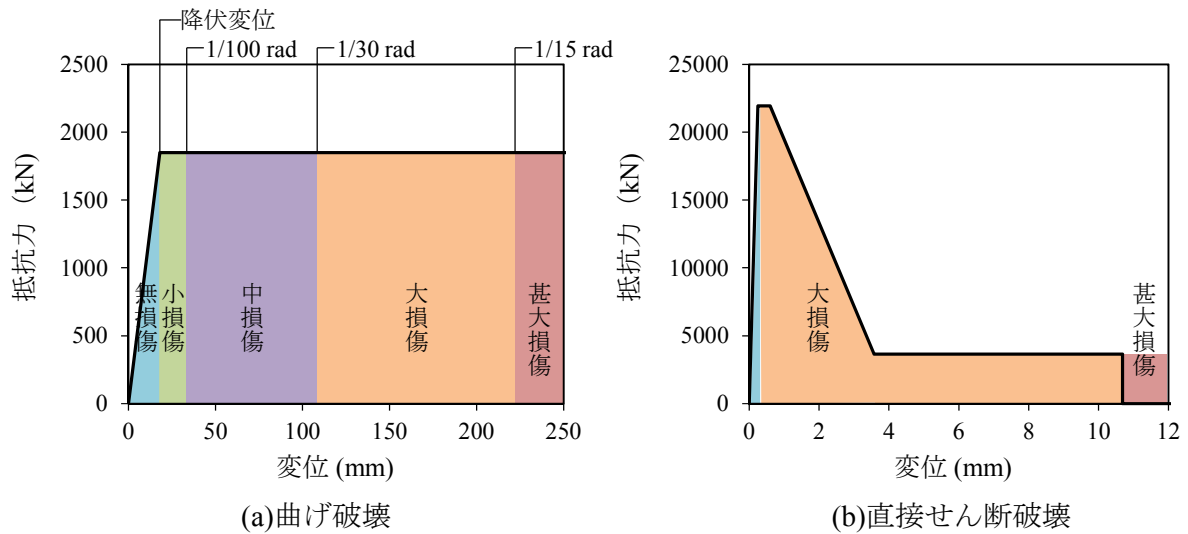 降伏変位
1/100 rad
1/30 rad
1/15 rad
2500
2000
1500
1000
500
0
抵抗力 (kN)
無損傷
小損傷
中損傷
大損傷
甚大損傷
0 50 100 150 200 250
変位 (mm)
(a)曲げ破壊
25000
20000
15000
10000
5000
0
抵抗力 (kN)
大損傷
甚大損傷
0 2 4 6 8 10 12
変位 (mm)
(b)直接せん断破壊